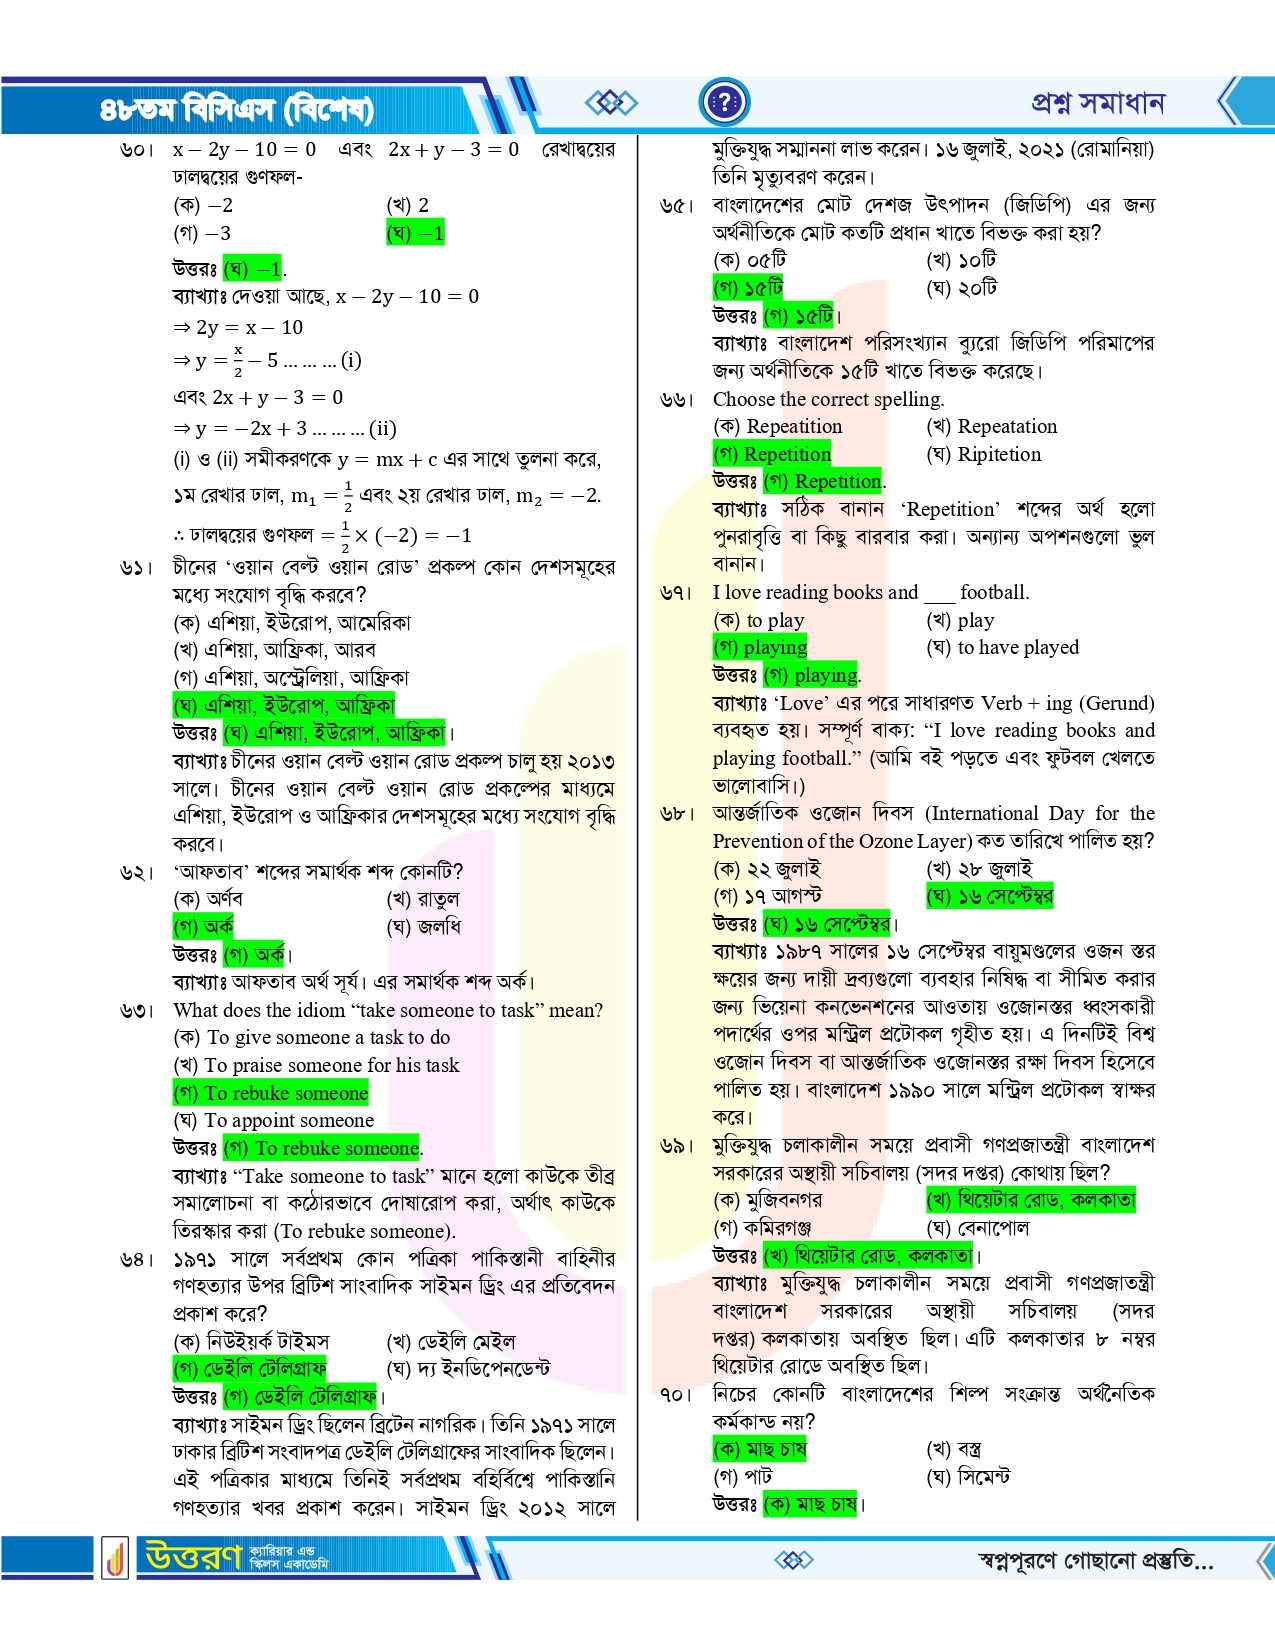 ৪৮তম বিসিএস (বিশেষ)
?
প্রশ্ন সমাধান
৬০। x – 2y – 10 = 0 এবং 2x + y – 3 = 0 রেখাদ্বয়ের
ঢালদ্বয়ের গুণফল-
(ক) –2 (খ) 2
(গ) –3 (ঘ) –1
উত্তরঃ (ঘ) –1.
ব্যাখ্যাঃ দেওয়া আছে, x – 2y – 10 = 0
⇒ 2y = x – 10
⇒ y = x/2 – 5 ... ... ... (i)
এবং 2x + y – 3 = 0
⇒ y = –2x + 3 ... ... ... (ii)
(i) ও (ii) সমীকরণকে y = mx + c এর সাথে তুলনা করে,
১ম রেখার ঢাল, m₁ = 1/2 এবং ২য় রেখার ঢাল, m₂ = –2.
∴ ঢালদ্বয়ের গুণফল = 1/2 × (–2) = –1
৬১। চীনের ‘ওয়ান বেল্ট ওয়ান রোড’ প্রকল্প কোন দেশসমূহের
মধ্যে সংযোগ বৃদ্ধি করবে?
(ক) এশিয়া, ইউরোপ, আমেরিকা
(খ) এশিয়া, আফ্রিকা, আরব
(গ) এশিয়া, অস্ট্রেলিয়া, আফ্রিকা
(ঘ) এশিয়া, ইউরোপ, আফ্রিকা
উত্তরঃ (ঘ) এশিয়া, ইউরোপ, আফ্রিকা।
ব্যাখ্যাঃ চীনের ওয়ান বেল্ট ওয়ান রোড প্রকল্প চালু হয় ২০১৩
সালে। চীনের ওয়ান বেল্ট ওয়ান রোড প্রকল্পের মাধ্যমে
এশিয়া, ইউরোপ ও আফ্রিকার দেশসমূহের মধ্যে সংযোগ বৃদ্ধি
করবে।
৬২। ‘আফতাব’ শব্দের সমার্থক শব্দ কোনটি?
(ক) অর্ণব (খ) রাতুল
(গ) অর্ক (ঘ) জলধি
উত্তরঃ (গ) অর্ক।
ব্যাখ্যাঃ আফতাব অর্থ সূর্য। এর সমার্থক শব্দ অর্ক।
৬৩। What does the idiom “take someone to task” mean?
(ক) To give someone a task to do
(খ) To praise someone for his task
(গ) To rebuke someone
(ঘ) To appoint someone
উত্তরঃ (গ) To rebuke someone.
ব্যাখ্যাঃ “Take someone to task” মানে হলো কাউকে তীব্র
সমালোচনা বা কঠোরভাবে দোষারোপ করা, অর্থাৎ কাউকে
তিরস্কার করা (To rebuke someone).
৬৪। ১৯৭১ সালে সর্বপ্রথম কোন পত্রিকা পাকিস্তানী বাহিনীর
গণহত্যার উপর ব্রিটিশ সাংবাদিক সাইমন ড্রিং এর প্রতিবেদন
প্রকাশ করে?
(ক) নিউইয়র্ক টাইমস (খ) ডেইলি মেইল
(গ) ডেইলি টেলিগ্রাফ (ঘ) দ্য ইনডিপেনডেন্ট
উত্তরঃ (গ) ডেইলি টেলিগ্রাফ।
ব্যাখ্যাঃ সাইমন ড্রিং ছিলেন ব্রিটেন নাগরিক। তিনি ১৯৭১ সালে
ঢাকার ব্রিটিশ সংবাদপত্র ডেইলি টেলিগ্রাফের সাংবাদিক ছিলেন।
এই পত্রিকার মাধ্যমে তিনিই সর্বপ্রথম বহির্বিশ্বে পাকিস্তানি
গণহত্যার খবর প্রকাশ করেন। সাইমন ড্রিং ২০১২ সালে
মুক্তিযুদ্ধ সম্মাননা লাভ করেন। ১৬ জুলাই, ২০২১ (রোমানিয়া)
তিনি মৃত্যুবরণ করেন।
৬৫। বাংলাদেশের মোট দেশজ উৎপাদন (জিডিপি) এর জন্য
অর্থনীতিকে মোট কতটি প্রধান খাতে বিভক্ত করা হয়?
(ক) ০৫টি (খ) ১০টি
(গ) ১৫টি (ঘ) ২০টি
উত্তরঃ (গ) ১৫টি।
ব্যাখ্যাঃ বাংলাদেশ পরিসংখ্যান ব্যুরো জিডিপি পরিমাপের
জন্য অর্থনীতিকে ১৫টি খাতে বিভক্ত করেছে।
৬৬। Choose the correct spelling.
(ক) Repeatition (খ) Repeatation
(গ) Repetition (ঘ) Ripitetion
উত্তরঃ (গ) Repetition.
ব্যাখ্যাঃ সঠিক বানান ‘Repetition’ শব্দের অর্থ হলো
পুনরাবৃত্তি বা কিছু বারবার করা। অন্যান্য অপশনগুলো ভুল
বানান।
৬৭। I love reading books and ___ football.
(ক) to play (খ) play
(গ) playing (ঘ) to have played
উত্তরঃ (গ) playing.
ব্যাখ্যাঃ ‘Love’ এর পরে সাধারণত Verb + ing (Gerund)
ব্যবহৃত হয়। সম্পূর্ণ বাক্য: “I love reading books and
playing football.” (আমি বই পড়তে এবং ফুটবল খেলতে
ভালোবাসি।)
৬৮। আন্তর্জাতিক ওজোন দিবস (International Day for the
Prevention of the Ozone Layer) কত তারিখে পালিত হয়?
(ক) ২২ জুলাই (খ) ২৮ জুলাই
(গ) ১৭ আগস্ট (ঘ) ১৬ সেপ্টেম্বর
উত্তরঃ (ঘ) ১৬ সেপ্টেম্বর।
ব্যাখ্যাঃ ১৯৮৭ সালের ১৬ সেপ্টেম্বর বায়ুমণ্ডলের ওজন স্তর
ক্ষয়ের জন্য দায়ী দ্রব্যগুলো ব্যবহার নিষিদ্ধ বা সীমিত করার
জন্য ভিয়েনা কনভেনশনের আওতায় ওজোনস্তর ধ্বংসকারী
পদার্থের ওপর মন্ট্রিল প্রটোকল গৃহীত হয়। এ দিনটিই বিশ্ব
ওজোন দিবস বা আন্তর্জাতিক ওজোনস্তর রক্ষা দিবস হিসেবে
পালিত হয়। বাংলাদেশ ১৯৯০ সালে মন্ট্রিল প্রটোকল স্বাক্ষর
করে।
৬৯। মুক্তিযুদ্ধ চলাকালীন সময়ে প্রবাসী গণপ্রজাতন্ত্রী বাংলাদেশ
সরকারের অস্থায়ী সচিবালয় (সদর দপ্তর) কোথায় ছিল?
(ক) মুজিবনগর (খ) থিয়েটার রোড, কলকাতা
(গ) কমিরগঞ্জ (ঘ) বেনাপোল
উত্তরঃ (খ) থিয়েটার রোড, কলকাতা।
ব্যাখ্যাঃ মুক্তিযুদ্ধ চলাকালীন সময়ে প্রবাসী গণপ্রজাতন্ত্রী
বাংলাদেশ সরকারের অস্থায়ী সচিবালয় (সদর
দপ্তর) কলকাতায় অবস্থিত ছিল। এটি কলকাতার ৮ নম্বর
থিয়েটার রোডে অবস্থিত ছিল।
৭০। নিচের কোনটি বাংলাদেশের শিল্প সংক্রান্ত অর্থনৈতিক
কর্মকান্ড নয়?
(ক) মাছ চাষ (খ) বস্ত্র
(গ) পাট (ঘ) সিমেন্ট
উত্তরঃ (ক) মাছ চাষ।
উত্তরণ ক্যারিয়ার এন্ড
স্কিলস একাডেমি
স্বপ্নপূরণে গোছানো প্রস্তুতি...